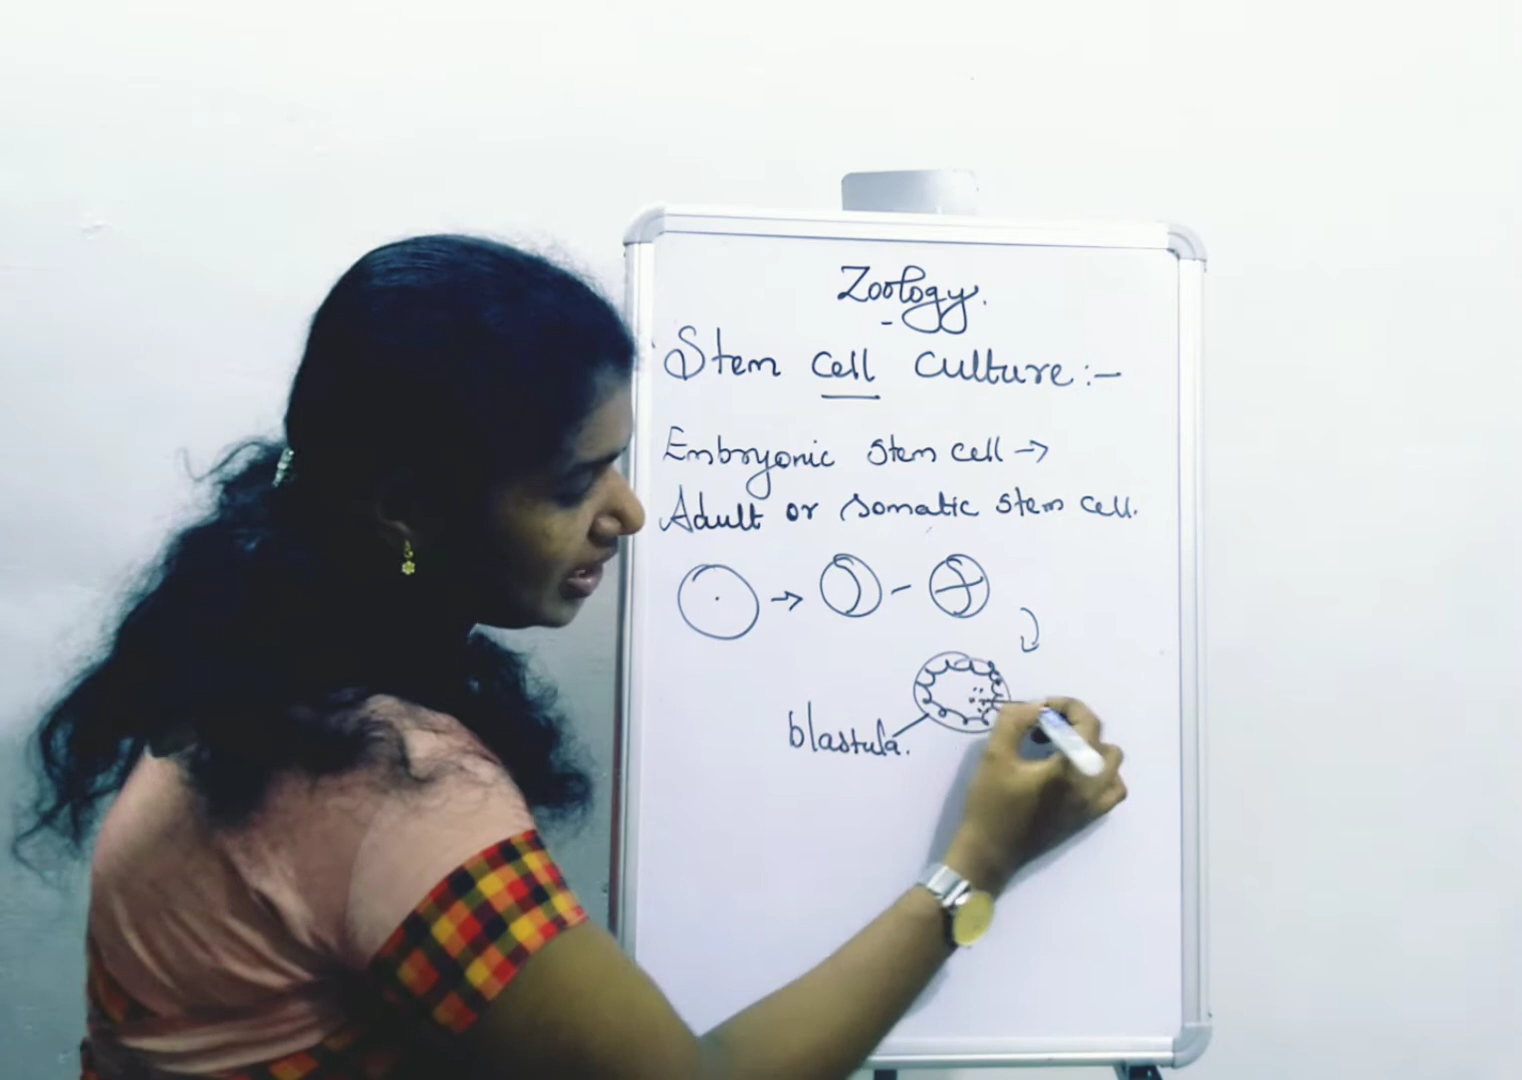 Zoology.
Stem cell culture:-
Embryonic stem cell →
Adult or somatic stem cell.
blastula.